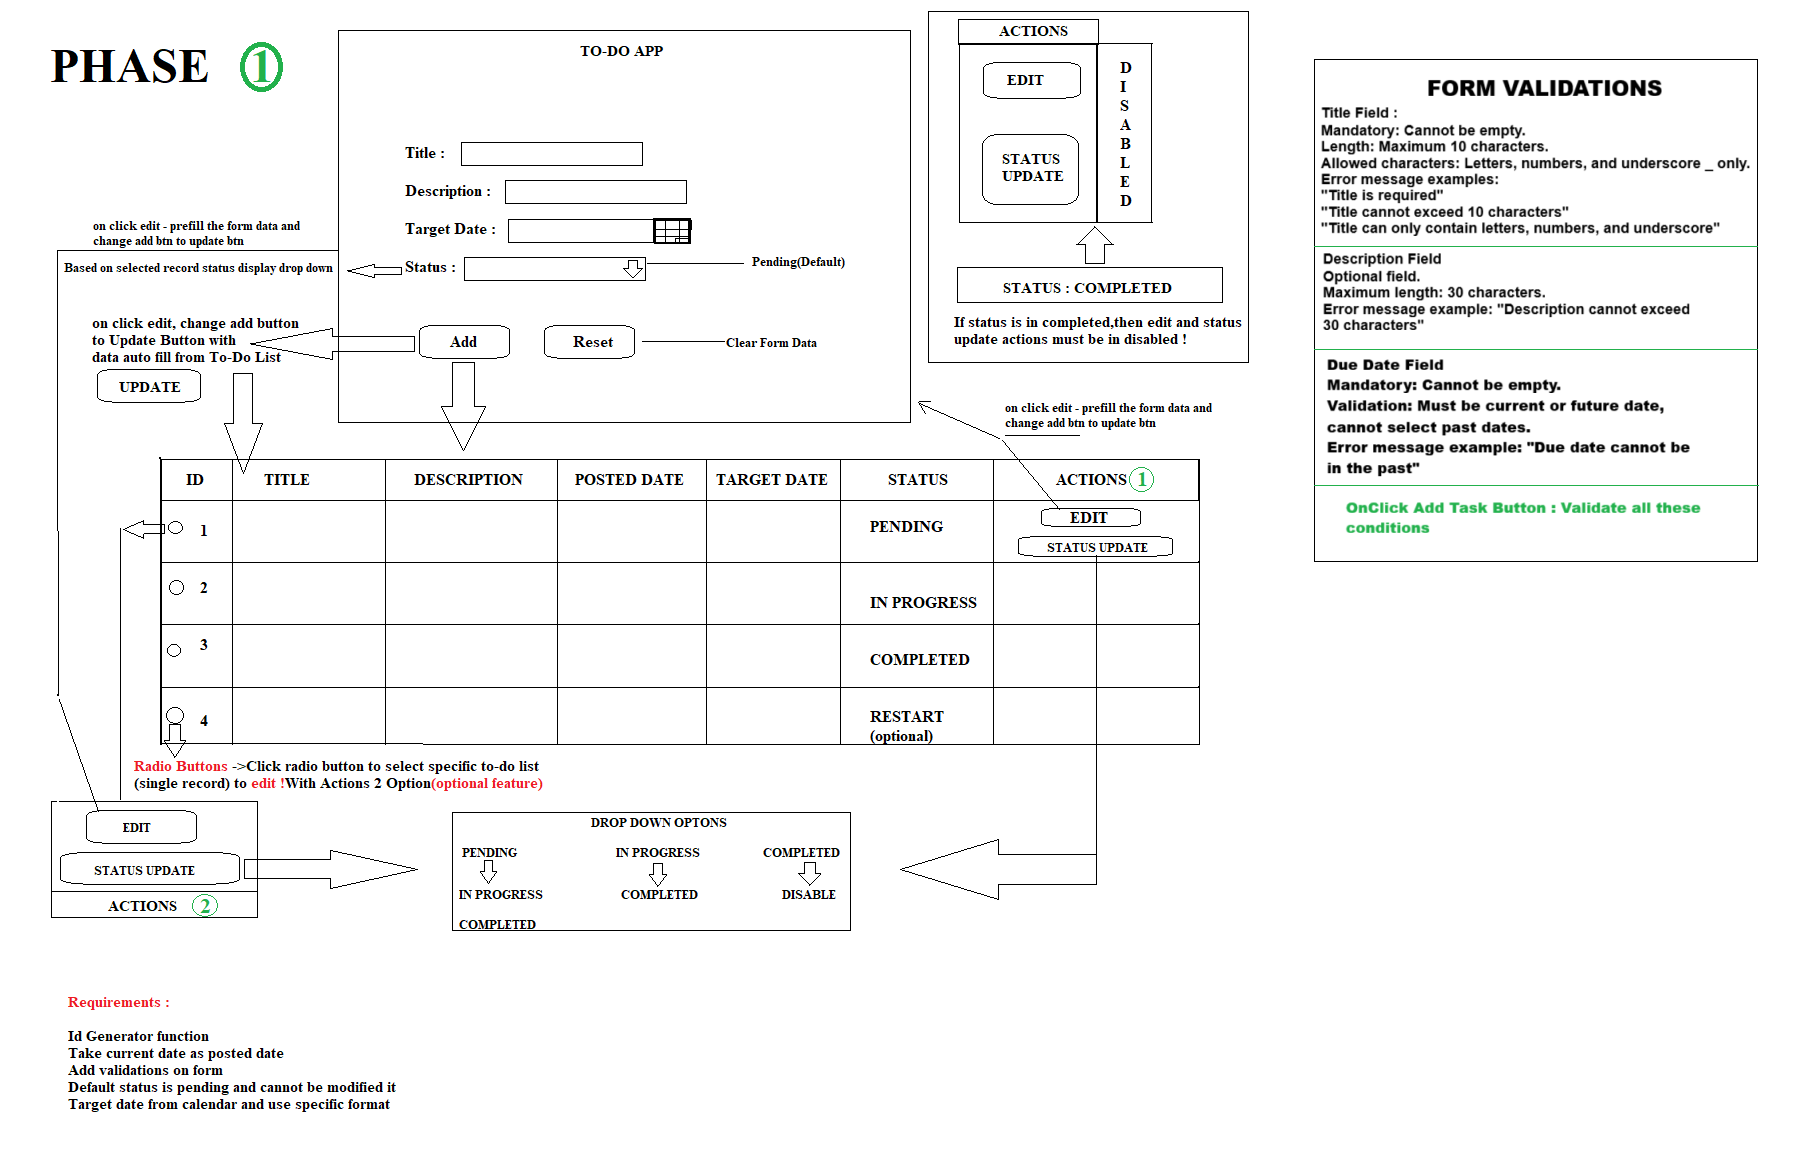 PHASE 1
TO-DO APP
Title :
Description :
Target Date :
Status :
Pending(Default)
Add
Reset
Clear Form Data
on click edit - prefill the form data and
change add btn to update btn
Based on selected record status display drop down
on click edit, change add button
to Update Button with
data auto fill from To-Do List
UPDATE
ACTIONS
EDIT
STATUS
UPDATE
D
I
S
A
B
L
E
D
STATUS : COMPLETED
If status is in completed,then edit and status
update actions must be in disabled !
on click edit - prefill the form data and
change add btn to update btn
FORM VALIDATIONS
Title Field :
Mandatory: Cannot be empty.
Length: Maximum 10 characters.
Allowed characters: Letters, numbers, and underscore _ only.
Error message examples:
"Title is required"
"Title cannot exceed 10 characters"
"Title can only contain letters, numbers, and underscore"
Description Field
Optional field.
Maximum length: 30 characters.
Error message example: "Description cannot exceed
30 characters"
Due Date Field
Mandatory: Cannot be empty.
Validation: Must be current or future date,
cannot select past dates.
Error message example: "Due date cannot be
in the past"
OnClick Add Task Button : Validate all these
conditions
ID TITLE DESCRIPTION POSTED DATE TARGET DATE STATUS ACTIONS 1
1 PENDING EDIT
STATUS UPDATE
2 IN PROGRESS
3 COMPLETED
4 RESTART
(optional)
Radio Buttons ->Click radio button to select specific to-do list
(single record) to edit !With Actions 2 Option(optional feature)
EDIT
STATUS UPDATE
ACTIONS 2
DROP DOWN OPTONS
PENDING IN PROGRESS COMPLETED
IN PROGRESS COMPLETED DISABLE
COMPLETED
Requirements :
Id Generator function
Take current date as posted date
Add validations on form
Default status is pending and cannot be modified it
Target date from calendar and use specific format